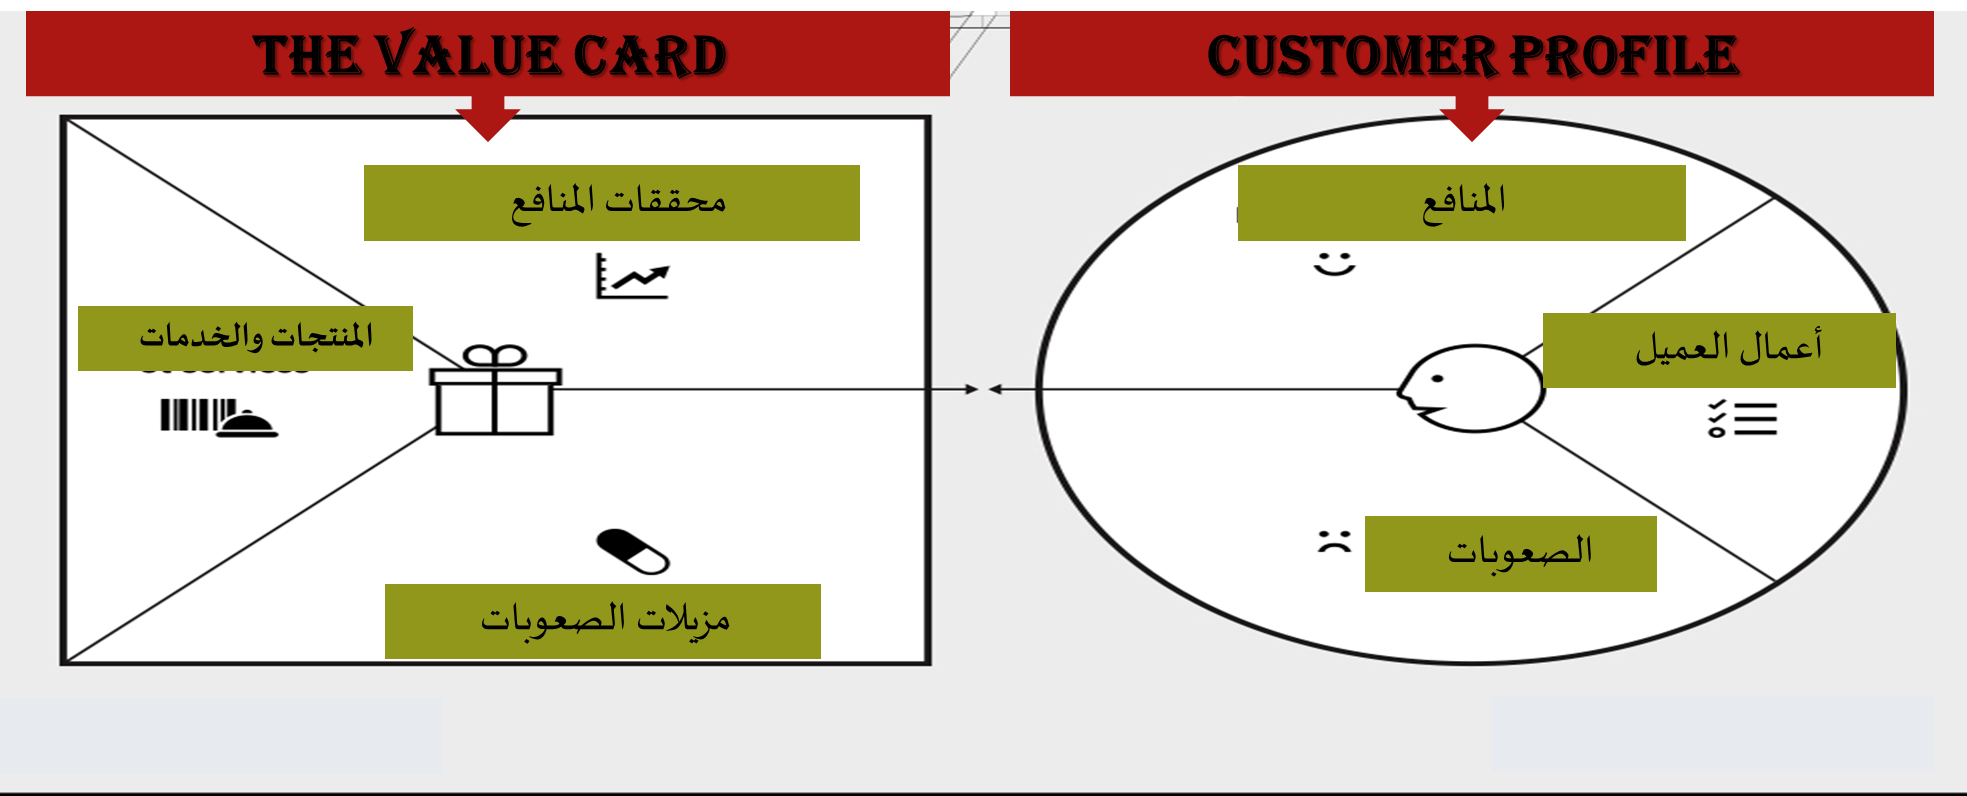 THE VALUE CARD
CUSTOMER PROFILE
محققات المنافع
المنافع
المنتجات والخدمات
أعمال العميل
الصعوبات
مزيلات الصعوبات